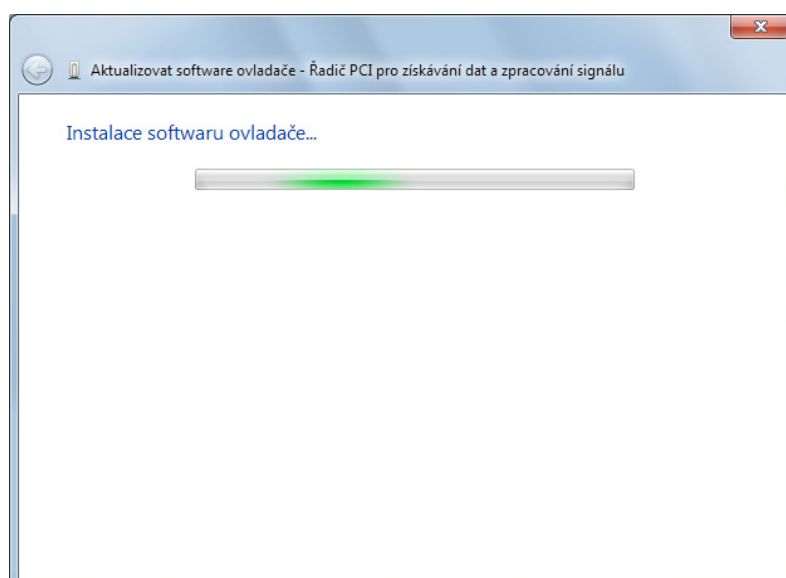 Aktualizovat software ovladače - Řadič PCI pro získávání dat a zpracování signálu
Instalace softwaru ovladače...